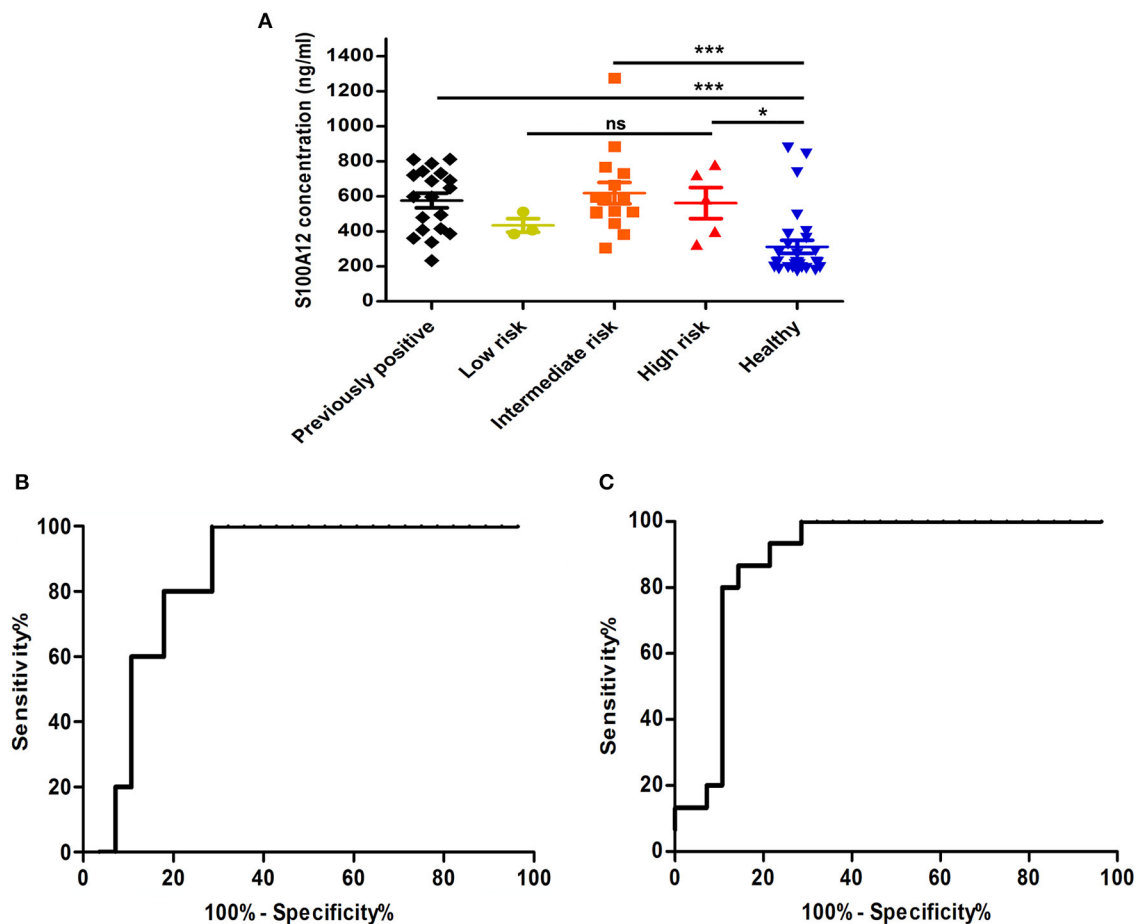 A
S100A12 concentration (ng/ml)
1400
1200
1000
800
600
400
200
0
***
***
ns
*
Previously positive
Low risk
Intermediate risk
High risk
Healthy
B
Sensitivity%
100
80
60
40
20
0
0 20 40 60 80 100
100% - Specificity%
C
Sensitivity%
100
80
60
40
20
0
0 20 40 60 80 100
100% - Specificity%